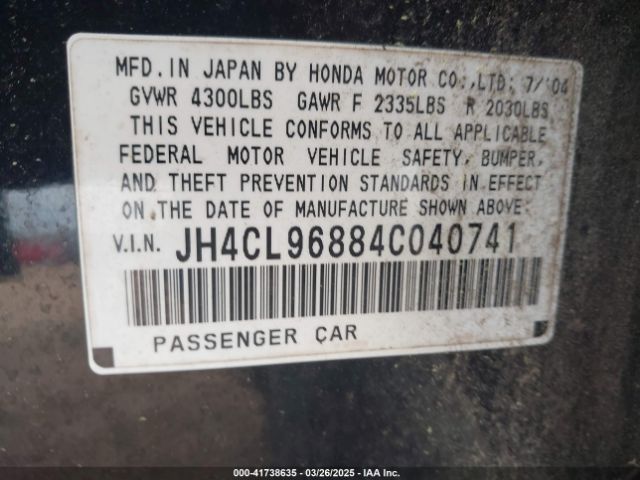 MFD. IN JAPAN BY HONDA MOTOR CO., LTD: 7/'04
GVWR 4300LBS GAWR F 2335LBS R 2030LBS
THIS VEHICLE CONFORMS TO ALL APPLICABLE
FEDERAL MOTOR VEHICLE SAFETY, BUMPER,
AND THEFT PREVENTION STANDARDS IN EFFECT
ON THE DATE OF MANUFACTURE SHOWN ABOVE.
V.I.N. JH4CL96884C040741
PASSENGER CAR
000-41738635 - 03/26/2025 - IAA Inc.